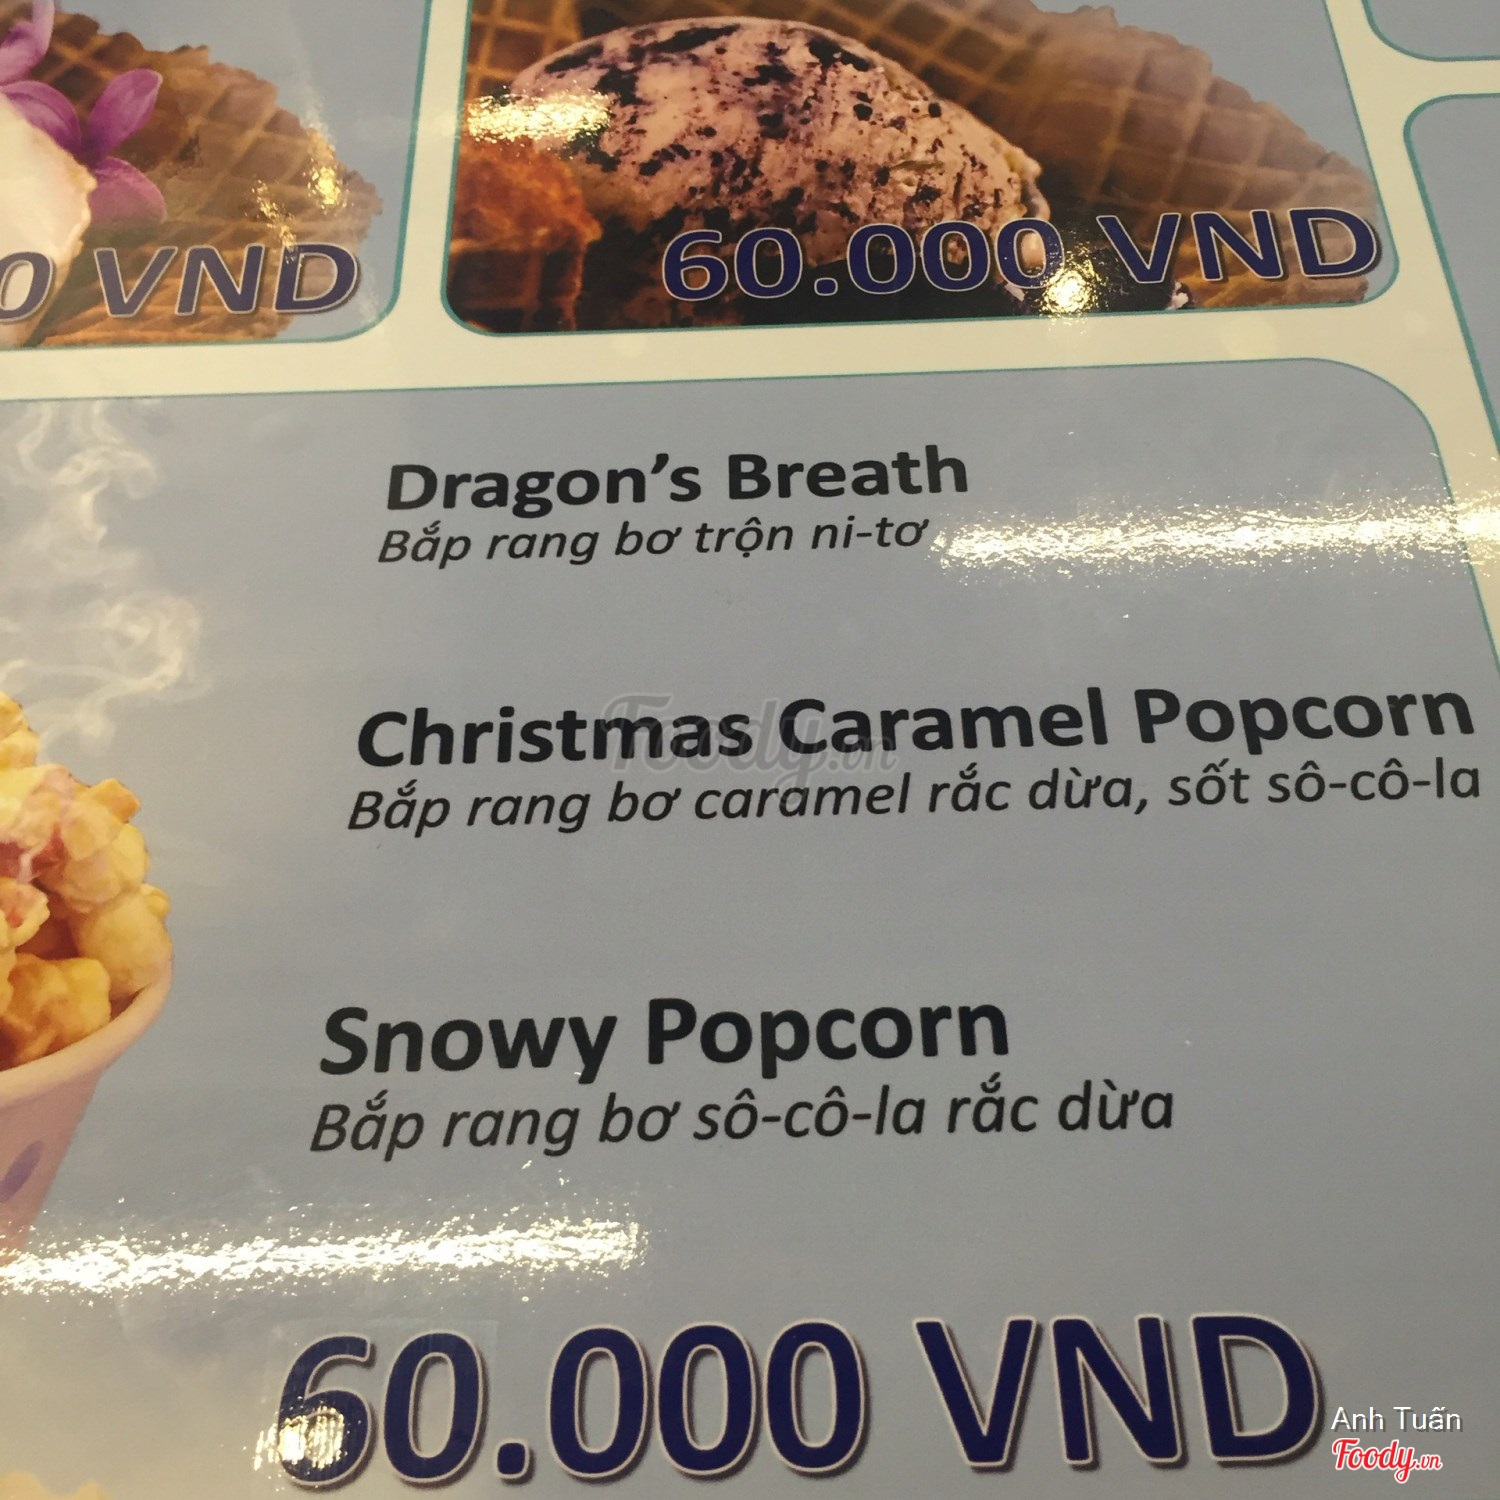 0 VND
60.000 VND
Dragon's Breath
Bắp rang bơ trộn ni-tơ
Christmas Caramel Popcorn
Bắp rang bơ caramel rắc dừa, sốt sô-cô-la
Foody.vn
Snowy Popcorn
Bắp rang bơ sô-cô-la rắc dừa
60.000 VND
Anh Tuấn
Foody.vn